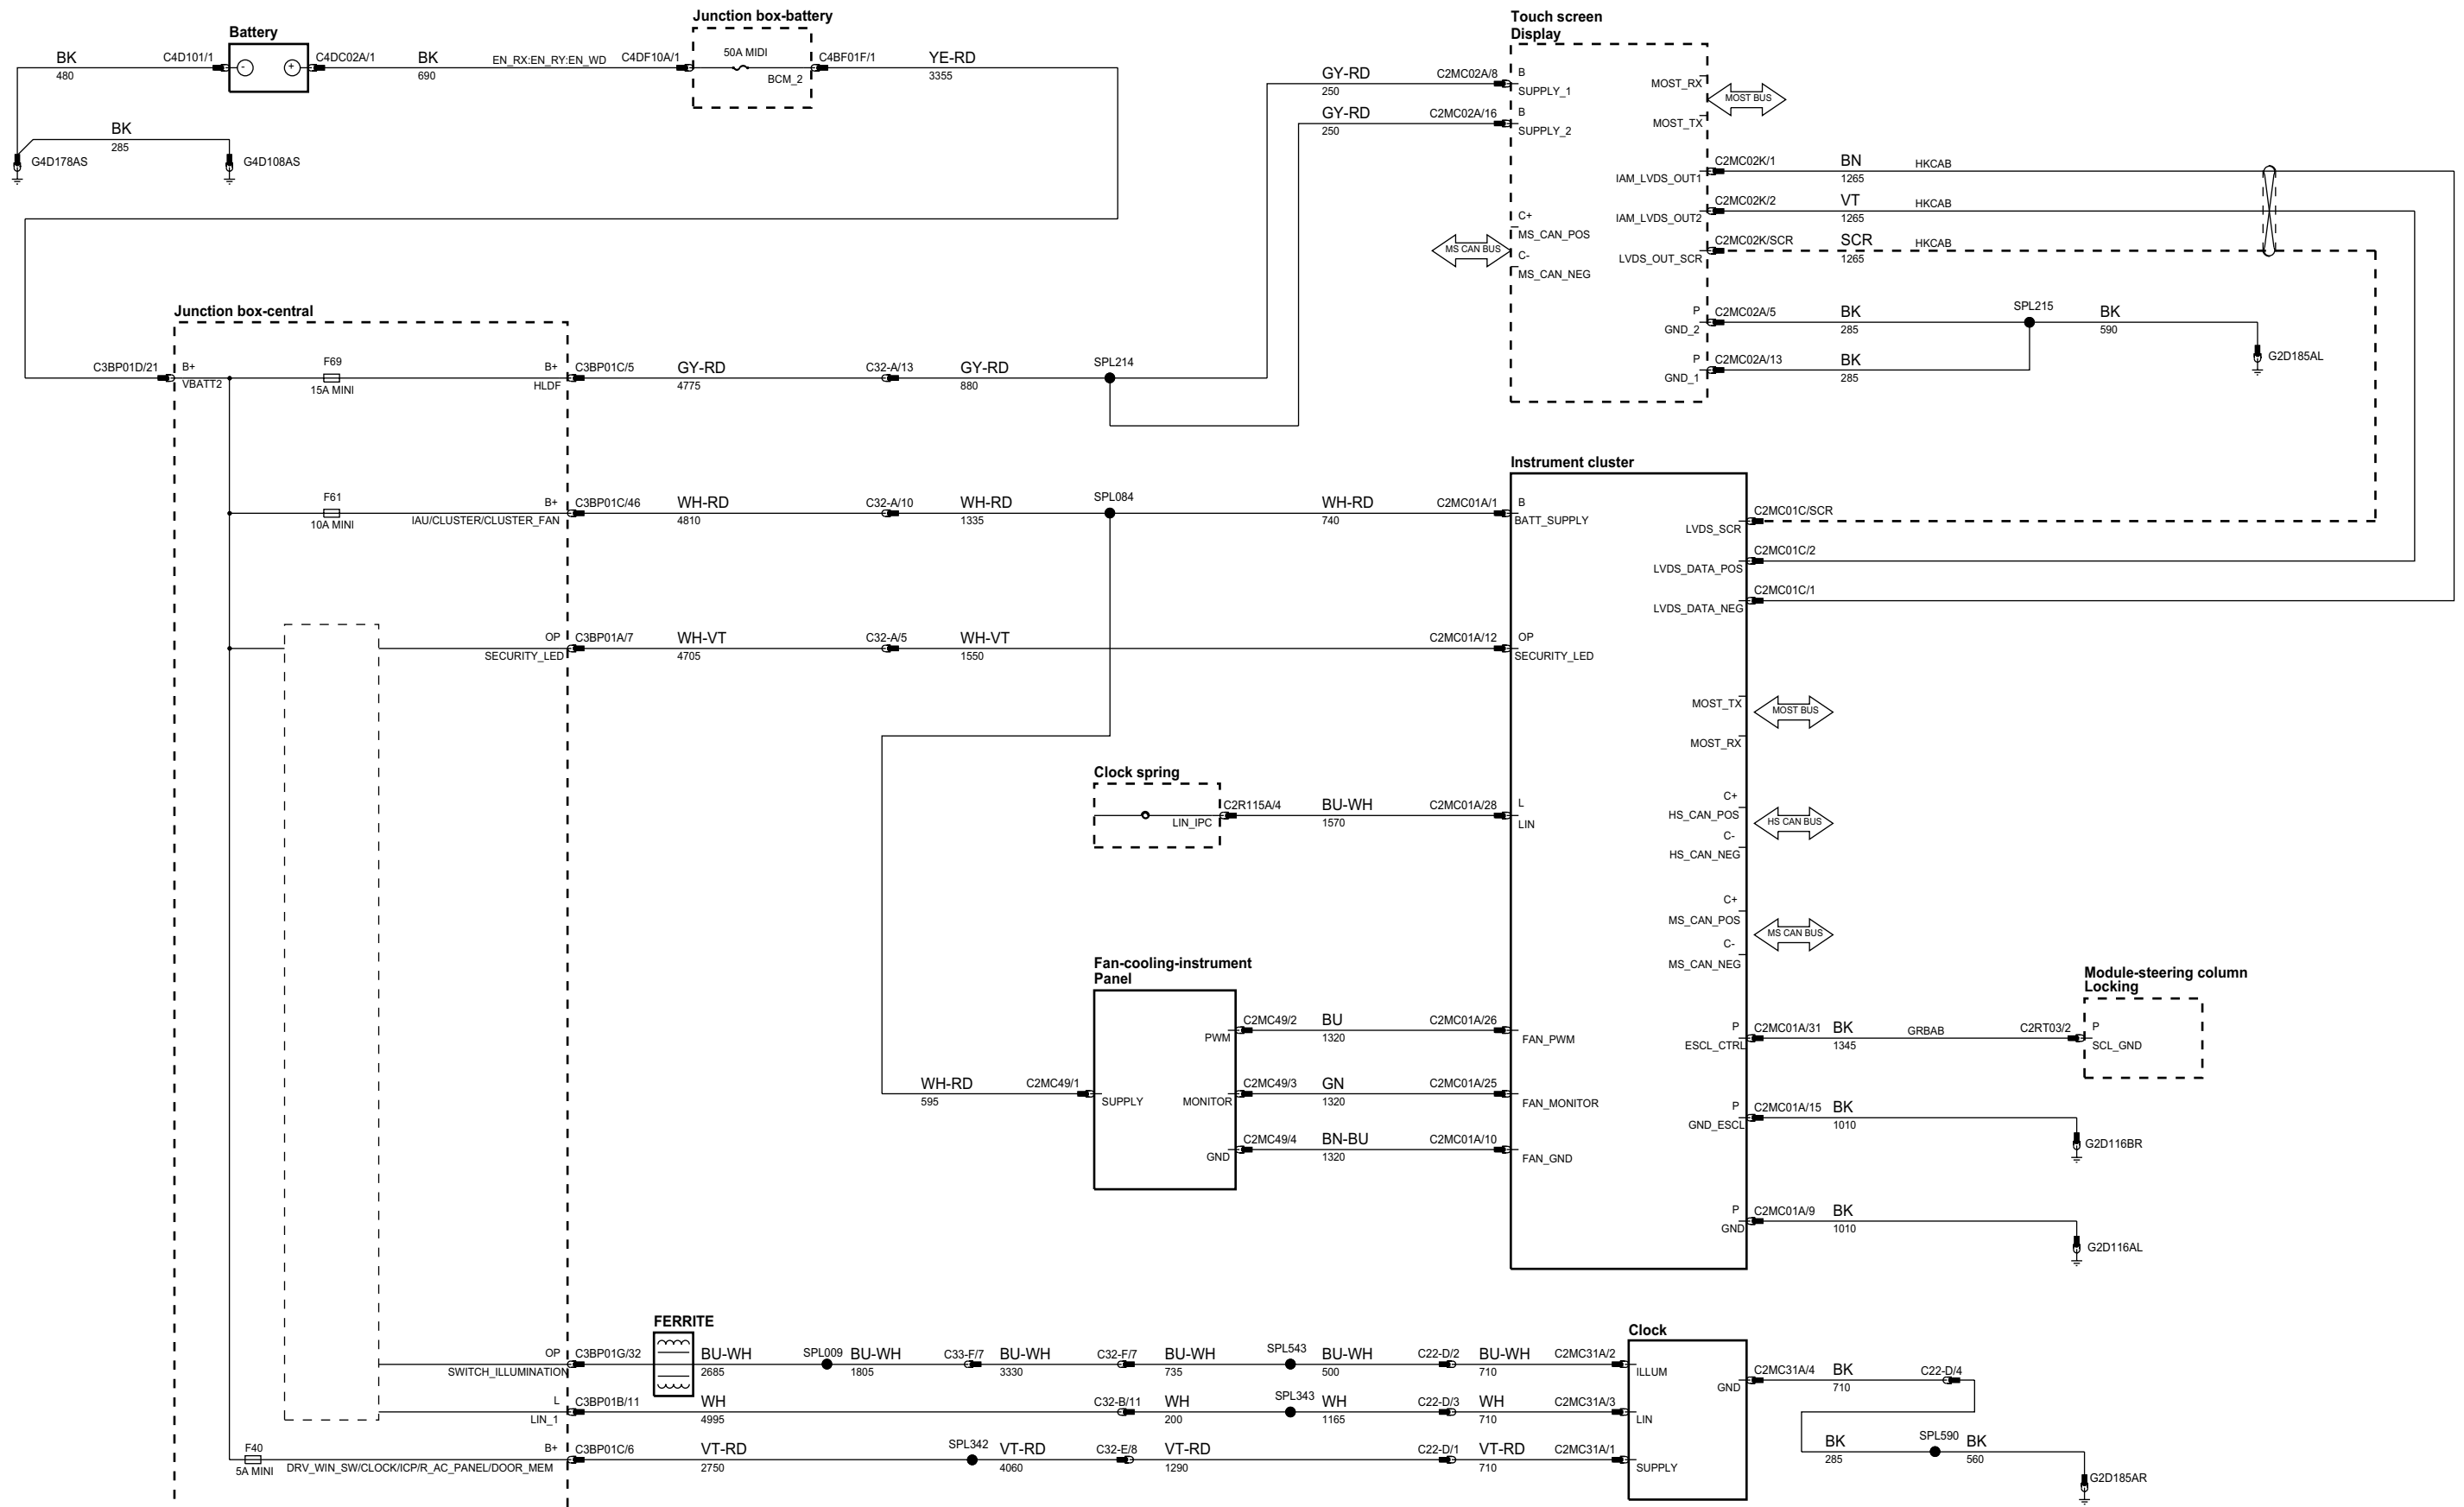 Junction box-battery
Battery
BK
480
C4D101/1
-
+
C4DC02A/1
BK
690
EN_RX:EN_RY:EN_WD
C4DF10A/1
50A MIDI
BCM_2
C4BF01F/1
YE-RD
3355
BK
285
G4D178AS
G4D108AS
Touch screen
Display
GY-RD
250
C2MC02A/8
B
SUPPLY_1
GY-RD
250
C2MC02A/16
B
SUPPLY_2
MOST_RX
MOST BUS
MOST_TX
C2MC02K/1
BN
HKCAB
IAM_LVDS_OUT1
1265
C2MC02K/2
VT
HKCAB
IAM_LVDS_OUT2
1265
C+
MS_CAN_POS
MS CAN BUS
C-
MS_CAN_NEG
C2MC02K/SCR
SCR
HKCAB
LVDS_OUT_SCR
1265
P
GND_2
C2MC02A/5
BK
285
SPL215
BK
590
G2D185AL
P
GND_1
C2MC02A/13
BK
285
Junction box-central
C3BP01D/21
B+
VBATT2
F69
15A MINI
B+
HLDF
C3BP01C/5
GY-RD
4775
C32-A/13
GY-RD
880
SPL214
F61
10A MINI
B+
IAU/CLUSTER/CLUSTER_FAN
C3BP01C/46
WH-RD
4810
C32-A/10
WH-RD
1335
SPL084
WH-RD
740
C2MC01A/1
Instrument cluster
B
BATT_SUPPLY
C2MC01C/SCR
LVDS_SCR
C2MC01C/2
LVDS_DATA_POS
C2MC01C/1
LVDS_DATA_NEG
OP
SECURITY_LED
C3BP01A/7
WH-VT
4705
C32-A/5
WH-VT
1550
C2MC01A/12
OP
SECURITY_LED
MOST_TX
MOST BUS
MOST_RX
Clock spring
LIN_IPC
C2R115A/4
BU-WH
1570
C2MC01A/28
L
LIN
C+
HS_CAN_POS
HS CAN BUS
C-
HS_CAN_NEG
C+
MS_CAN_POS
MS CAN BUS
C-
MS_CAN_NEG
Fan-cooling-instrument
Panel
PWM
C2MC49/2
BU
1320
C2MC01A/26
FAN_PWM
WH-RD
595
C2MC49/1
SUPPLY
MONITOR
C2MC49/3
GN
1320
C2MC01A/25
FAN_MONITOR
GND
C2MC49/4
BN-BU
1320
C2MC01A/10
FAN_GND
Module-steering column
Locking
P
ESCL_CTRL
C2MC01A/31
BK
1345
GRBAB
C2RT03/2
P
SCL_GND
P
GND_ESCL
C2MC01A/15
BK
1010
G2D116BR
P
GND
C2MC01A/9
BK
1010
G2D116AL
FERRITE
OP
SWITCH_ILLUMINATION
C3BP01G/32
BU-WH
2685
SPL009
BU-WH
1805
C33-F/7
BU-WH
3330
C32-F/7
BU-WH
735
SPL543
BU-WH
500
C22-D/2
BU-WH
710
C2MC31A/2
Clock
ILLUM
GND
C2MC31A/4
BK
710
C22-D/4
L
LIN_1
C3BP01B/11
WH
4995
C32-B/11
WH
200
SPL343
WH
1165
C22-D/3
WH
710
C2MC31A/3
LIN
F40
5A MINI
B+
DRV_WIN_SW/CLOCK/ICP/R_AC_PANEL/DOOR_MEM
C3BP01C/6
VT-RD
2750
SPL342
VT-RD
4060
C32-E/8
VT-RD
1290
C22-D/1
VT-RD
710
C2MC31A/1
SUPPLY
BK
285
SPL590
BK
560
G2D185AR